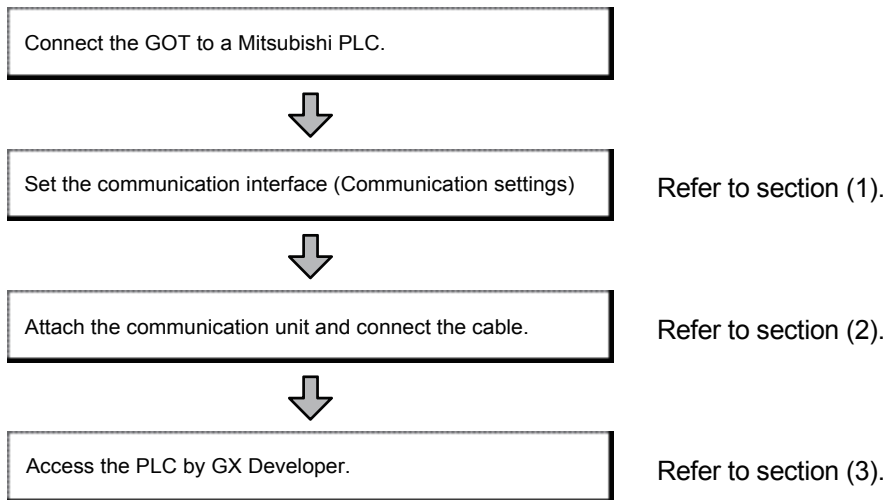 Connect the GOT to a Mitsubishi PLC.
Set the communication interface (Communication settings)
Refer to section (1).
Attach the communication unit and connect the cable.
Refer to section (2).
Access the PLC by GX Developer.
Refer to section (3).